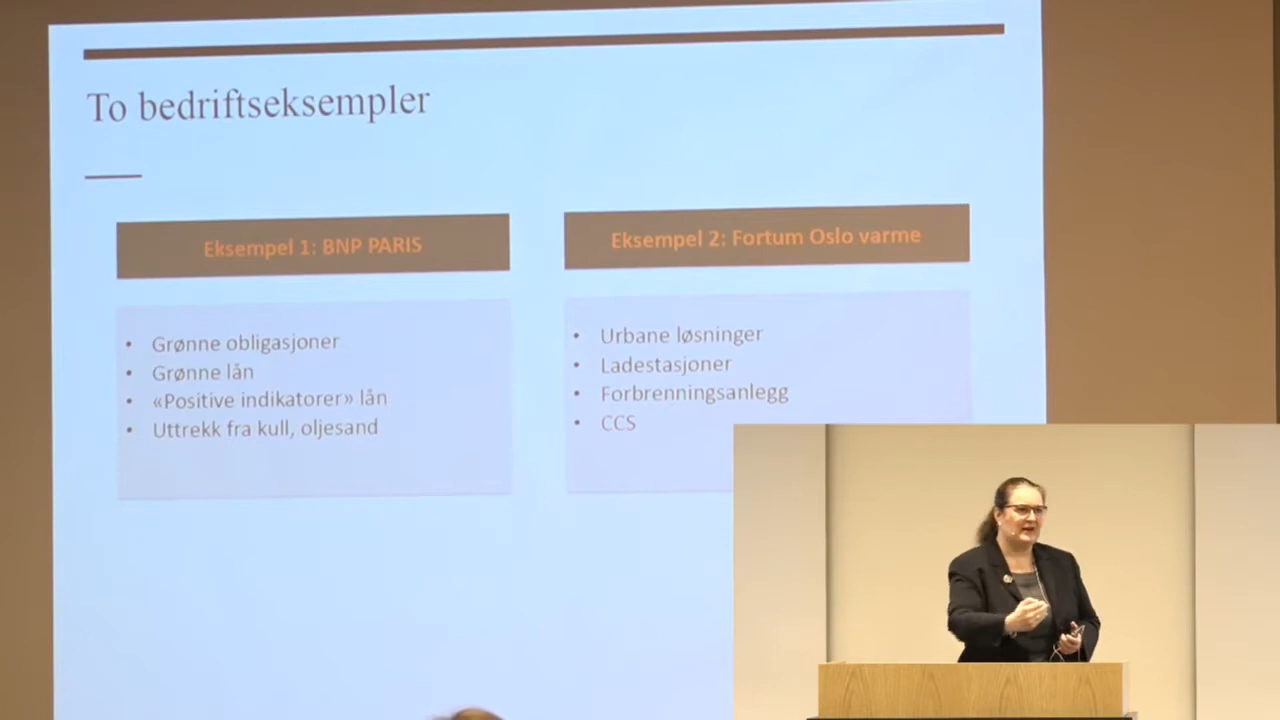 To bedriftseksempler
Eksempel 1: BNP PARIS
• Grønne obligasjoner
• Grønne lån
• «Positive indikatorer» lån
• Uttrekk fra kull, oljesand
Eksempel 2: Fortum Oslo varme
• Urbane løsninger
• Ladestasjoner
• Forbrenningsanlegg
• CCS